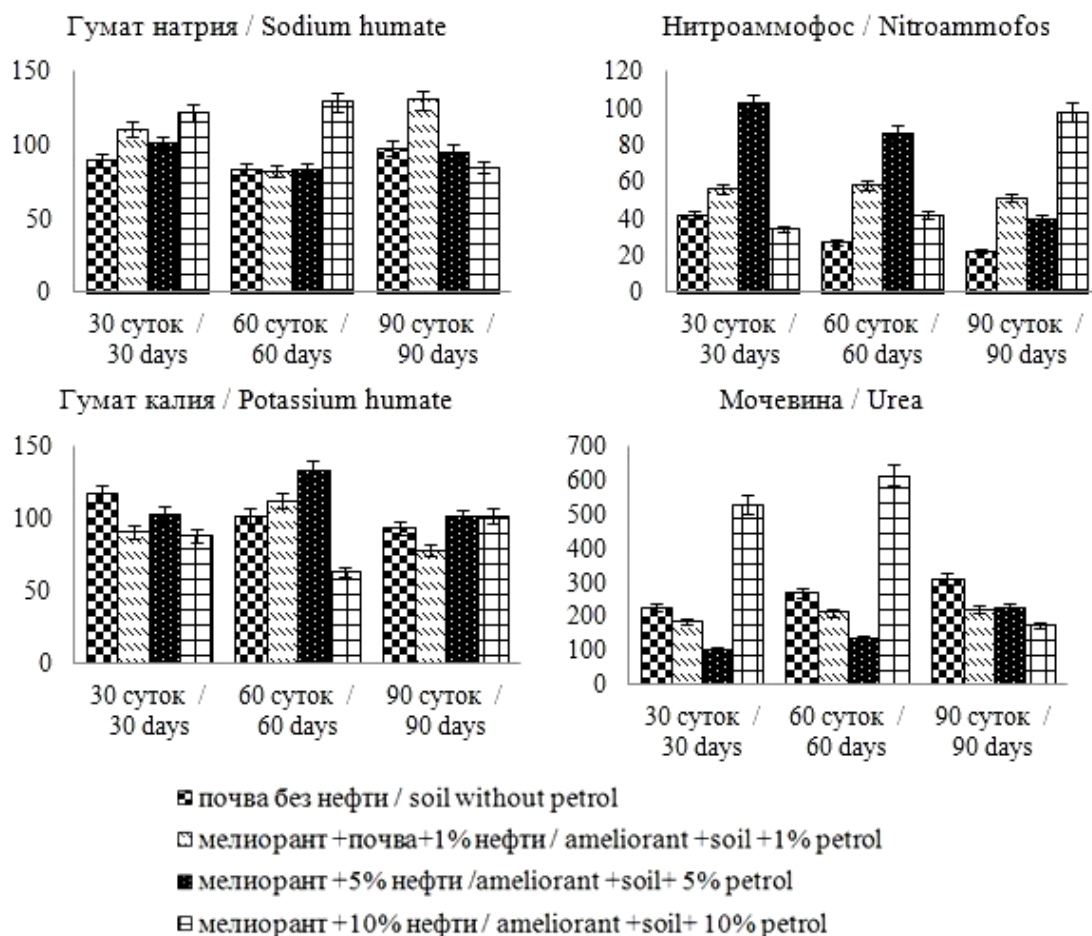 Гумат натрия / Sodium humate
150
100
50
0
30 суток /
30 days
60 суток /
60 days
90 суток /
90 days
Нитроаммофос / Nitroammofos
120
100
80
60
40
20
0
30 суток /
30 days
60 суток /
60 days
90 суток /
90 days
Гумат калия / Potassium humate
150
100
50
0
30 суток /
30 days
60 суток /
60 days
90 суток /
90 days
Мочевина / Urea
700
600
500
400
300
200
100
0
30 суток /
30 days
60 суток /
60 days
90 суток /
90 days
почва без нефти / soil without petrol
мелиорант +почва+1% нефти / ameliorant +soil +1% petrol
мелиорант +5% нефти /ameliorant +soil+ 5% petrol
мелиорант +10% нефти / ameliorant +soil+ 10% petrol